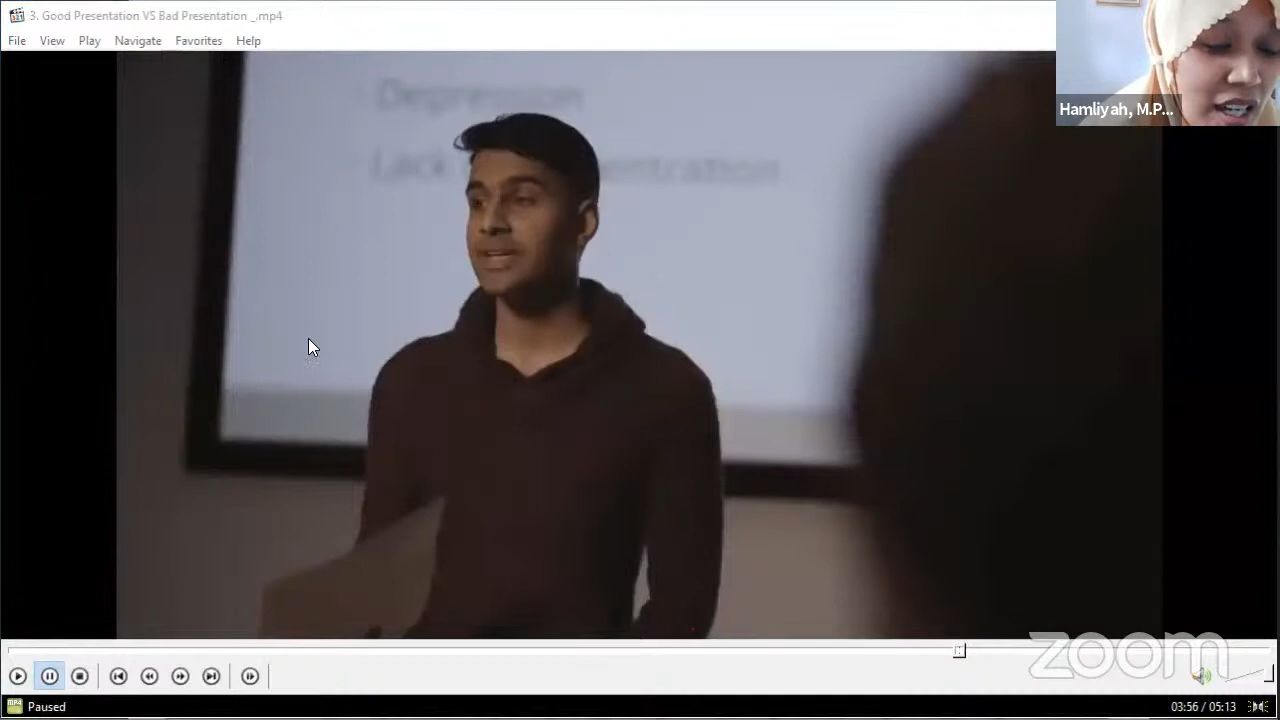 3. Good Presentation VS Bad Presentation _.mp4
File View Play Navigate Favorites Help
Hamliyah, M.P...
Depression
Lack entration
zoom
Paused
03:56 / 05:13